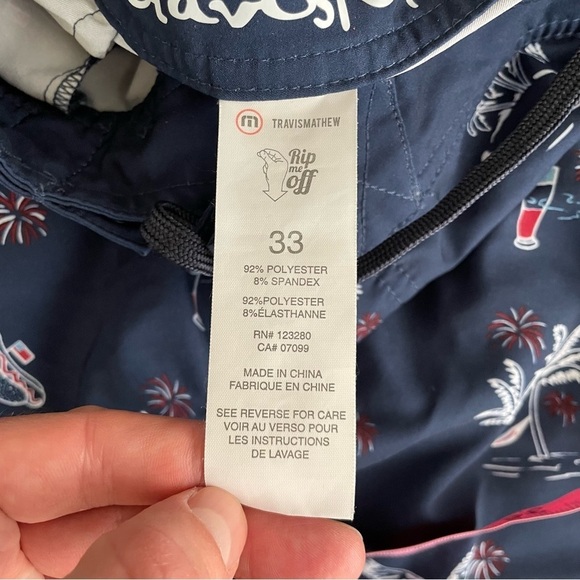 TRAVISMATHEW
Rip
me
off
33
92% POLYESTER
8% SPANDEX
92%POLYESTER
8%ÉLASTHANNE
RN# 123280
CA# 07099
MADE IN CHINA
FABRIQUE EN CHINE
SEE REVERSE FOR CARE
VOIR AU VERSO POUR
LES INSTRUCTIONS
DE LAVAGE